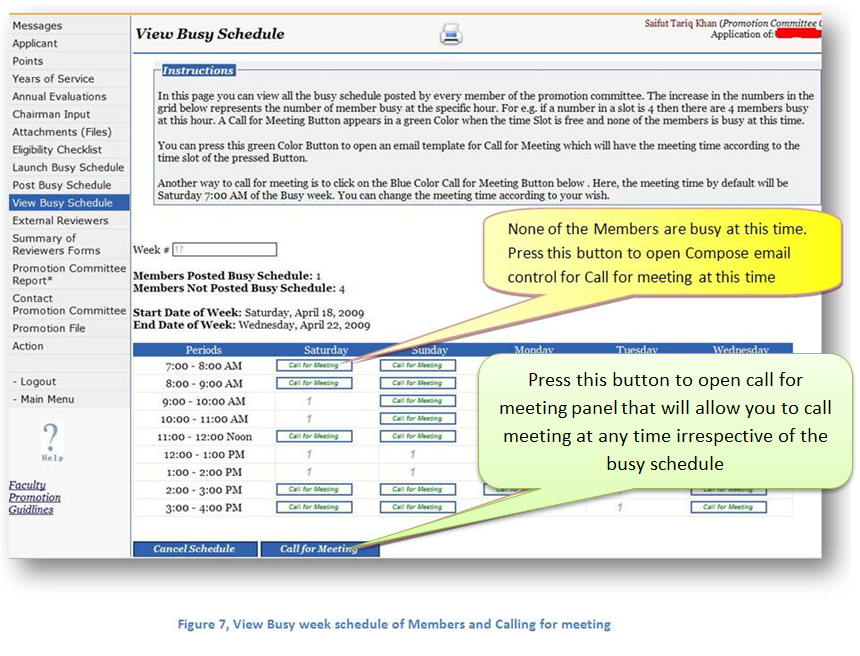 Messages
Applicant
Points
Years of Service
Annual Evaluations
Chairman Input
Attachments (Files)
Eligibility Checklist
Launch Busy Schedule
Post Busy Schedule
View Busy Schedule
External Reviewers
Summary of
Reviewers Forms
Promotion Committee
Report*
Contact
Promotion Committee
Promotion File
Action
- Logout
- Main Menu
?
Help
Faculty
Promotion
Guidlines
View Busy Schedule
Saifut Tariq Khan (Promotion Committee
Application of:
Instructions
In this page you can view all the busy schedule posted by every member of the promotion committee. The increase in the numbers in the
grid below represents the number of member busy at the specific hour. For e.g. if a number in a slot is 4 then there are 4 members busy
at this hour. A Call for Meeting Button appears in a green Color when the time Slot is free and none of the members is busy at this time.
You can press this green Color Button to open an email template for Call for Meeting which will have the meeting time according to the
time slot of the pressed Button.
Another way to call for meeting is to click on the Blue Color Call for Meeting Button below . Here, the meeting time by default will be
Saturday 7:00 AM of the Busy week. You can change the meeting time according to your wish.
None of the Members are busy at this time.
Press this button to open Compose email
control for Call for meeting at this time
Week # 17
Members Posted Busy Schedule: 1
Members Not Posted Busy Schedule: 4
Start Date of Week: Saturday, April 18, 2009
End Date of Week: Wednesday, April 22, 2009
Periods Saturday Sunday Monday Tuesday Wednesday
7:00 - 8:00 AM Call for Meeting Call for Meeting
8:00 - 9:00 AM Call for Meeting Call for Meeting
9:00 - 10:00 AM 1 Call for Meeting
10:00 - 11:00 AM 1 Call for Meeting
11:00 - 12:00 Noon Call for Meeting Call for Meeting
12:00 - 1:00 PM 1 1
1:00 - 2:00 PM 1 1
2:00 - 3:00 PM Call for Meeting Call for Meeting Call for Meeting
3:00 - 4:00 PM Call for Meeting Call for Meeting 1 Call for Meeting
Press this button to open call for
meeting panel that will allow you to call
meeting at any time irrespective of the
busy schedule
Cancel Schedule Call for Meeting
Figure 7, View Busy week schedule of Members and Calling for meeting